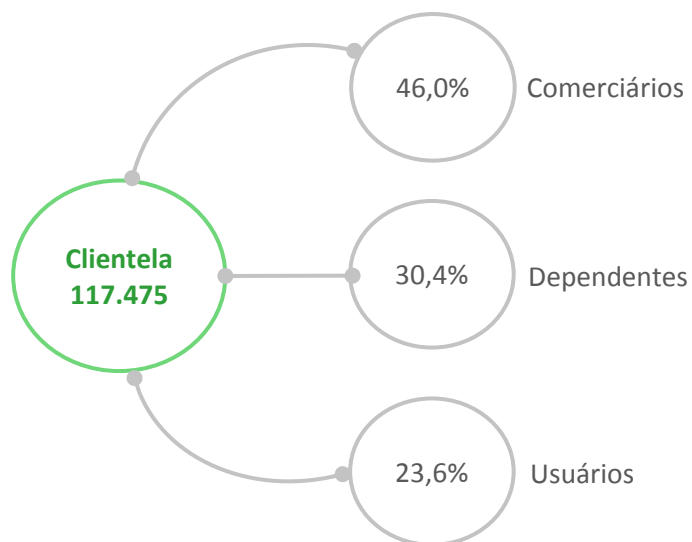 46,0%
Comerciários
Clientela
117.475
30,4%
Dependentes
23,6%
Usuários